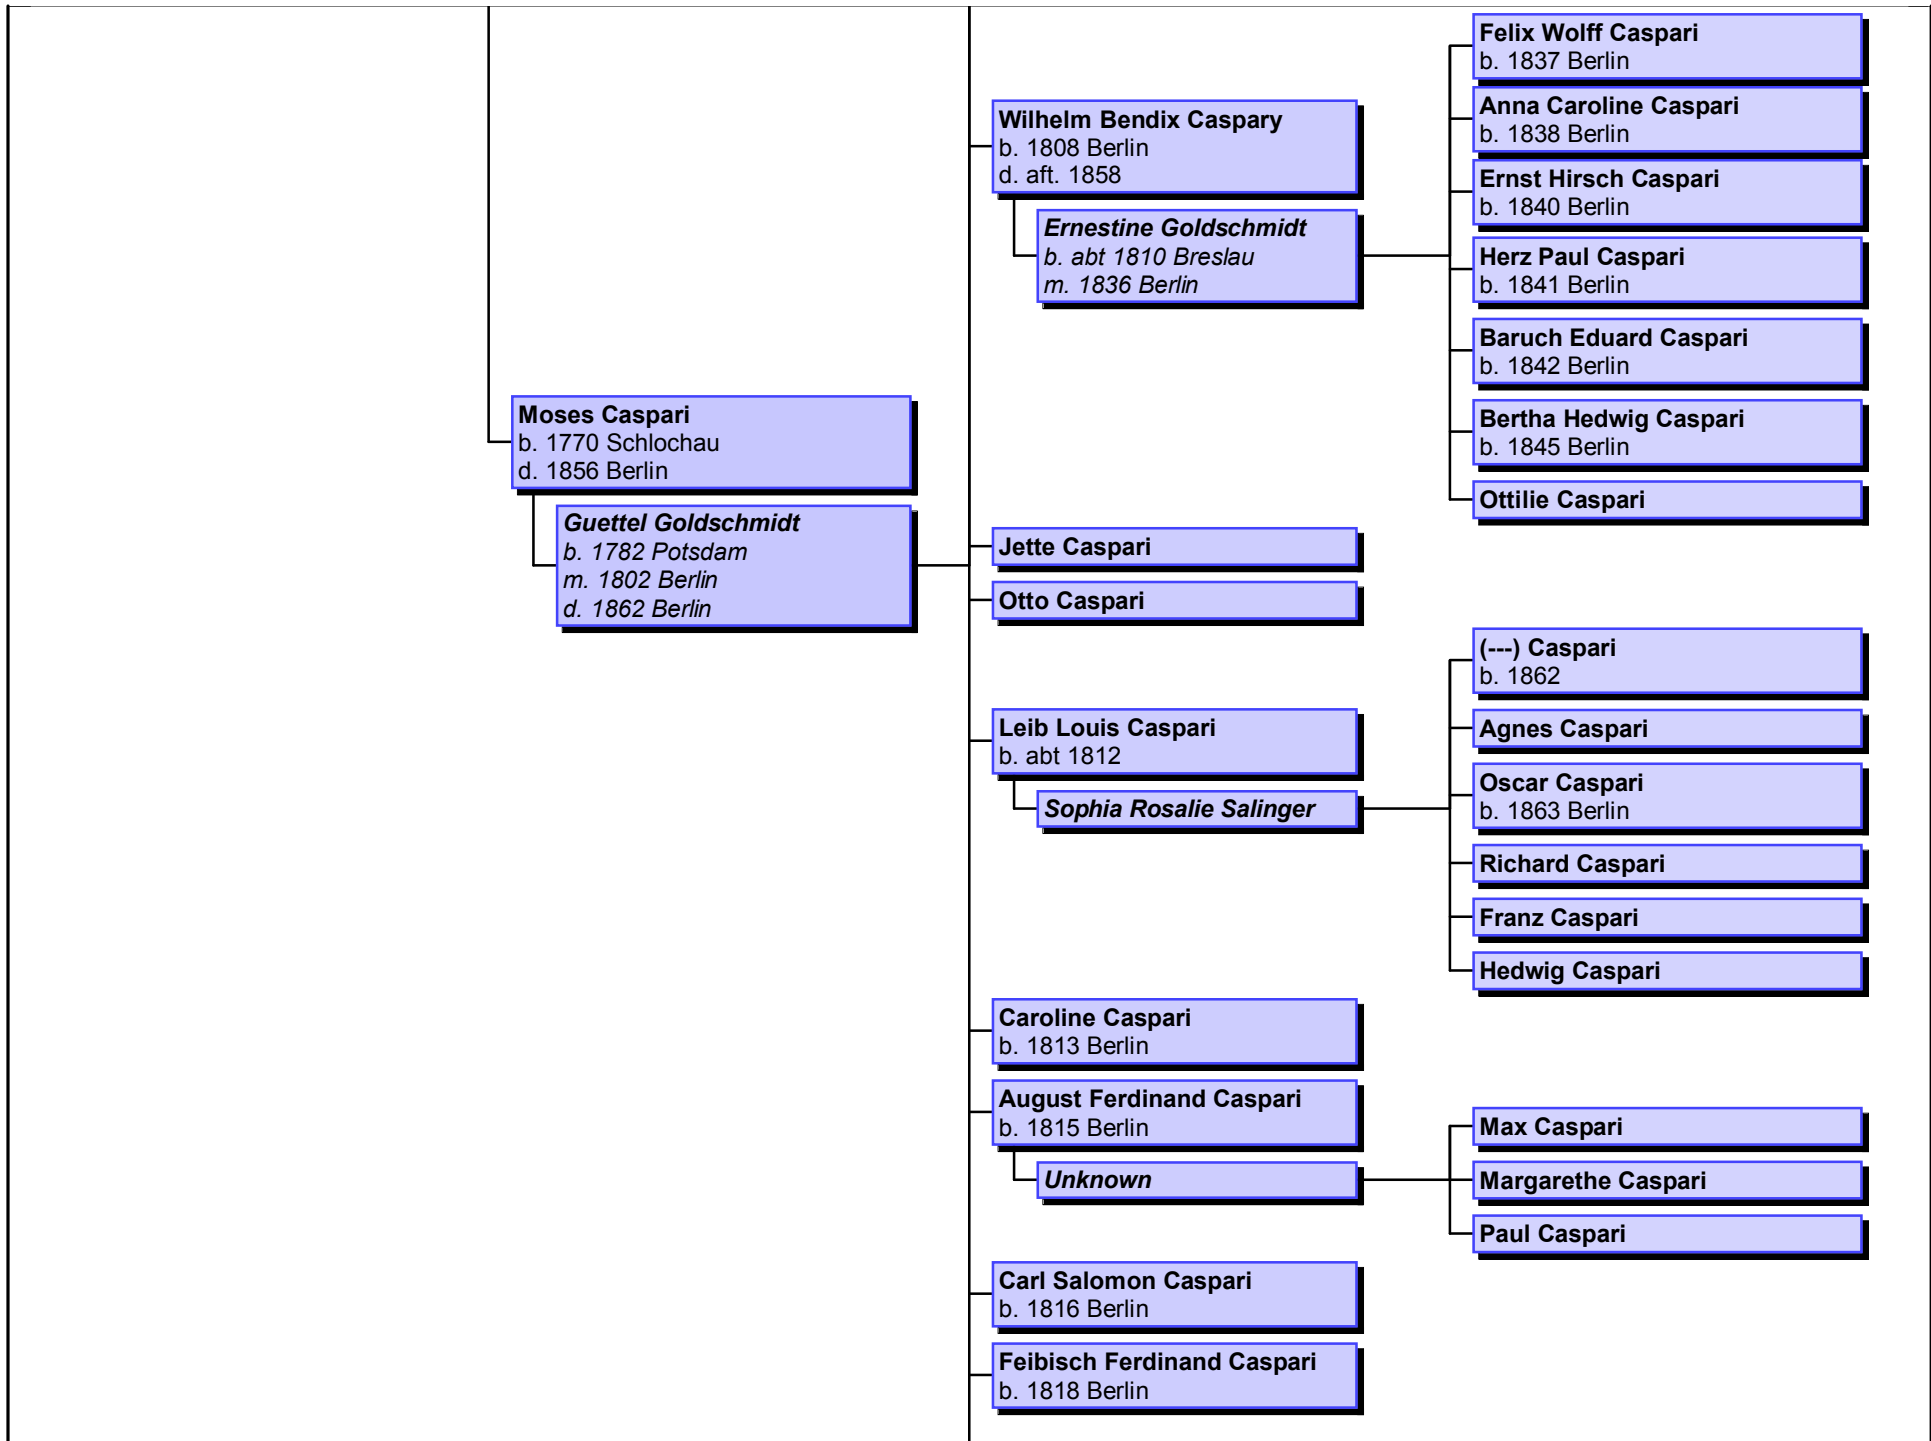 Moses Caspari
b. 1770 Schlochau
d. 1856 Berlin
Guettel Goldschmidt
b. 1782 Potsdam
m. 1802 Berlin
d. 1862 Berlin
Wilhelm Bendix Caspary
b. 1808 Berlin
d. aft. 1858
Ernestine Goldschmidt
b. abt 1810 Breslau
m. 1836 Berlin
Felix Wolff Caspari
b. 1837 Berlin
Anna Caroline Caspari
b. 1838 Berlin
Ernst Hirsch Caspari
b. 1840 Berlin
Herz Paul Caspari
b. 1841 Berlin
Baruch Eduard Caspari
b. 1842 Berlin
Bertha Hedwig Caspari
b. 1845 Berlin
Ottilie Caspari
Jette Caspari
Otto Caspari
Leib Louis Caspari
b. abt 1812
Sophia Rosalie Salinger
(---) Caspari
b. 1862
Agnes Caspari
Oscar Caspari
b. 1863 Berlin
Richard Caspari
Franz Caspari
Hedwig Caspari
Caroline Caspari
b. 1813 Berlin
August Ferdinand Caspari
b. 1815 Berlin
Unknown
Max Caspari
Margarethe Caspari
Paul Caspari
Carl Salomon Caspari
b. 1816 Berlin
Feibisch Ferdinand Caspari
b. 1818 Berlin